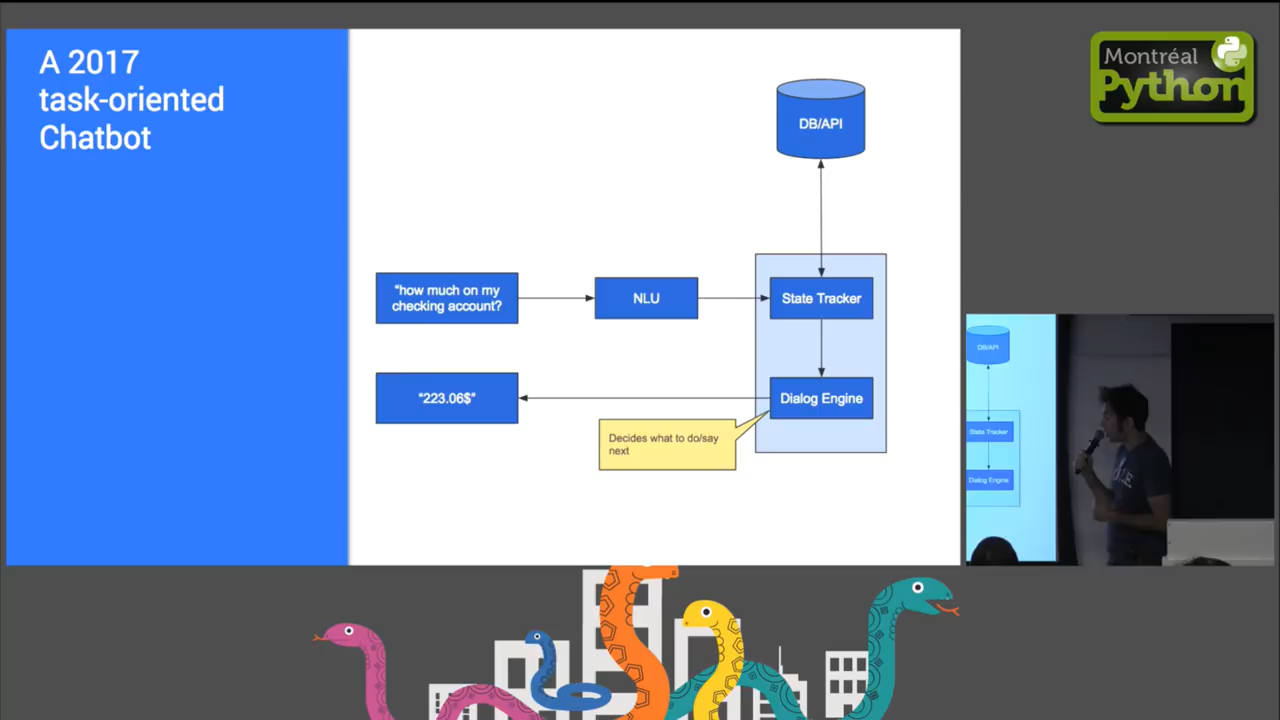 A 2017
task-oriented
Chatbot
DB/API
“how much on my
checking account?
NLU
State Tracker
“223.06$”
Dialog Engine
Decides what to do/say
next
Montréal
Python
DB/API
State Tracker
Dialog Engine